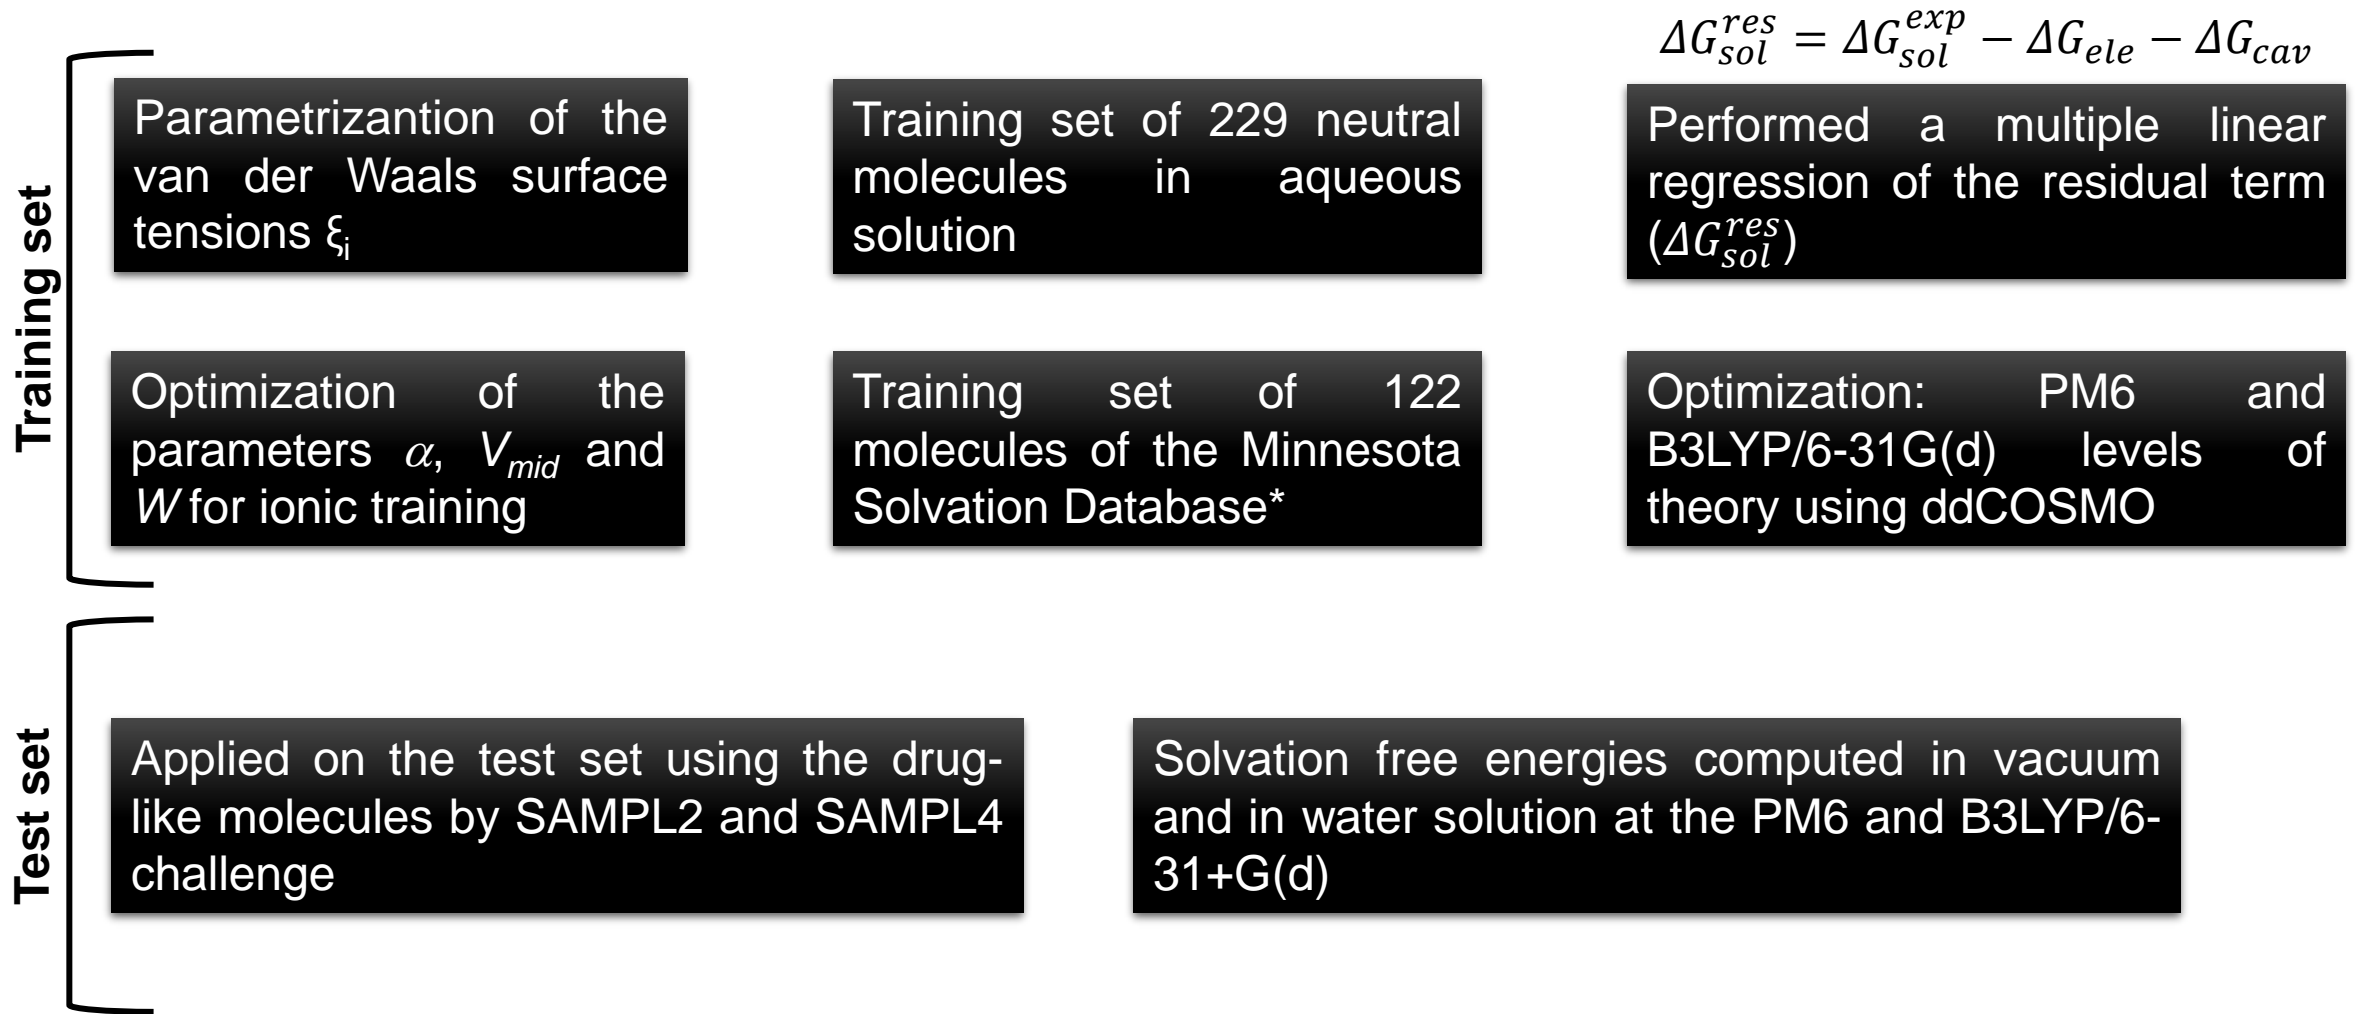 ΔG_sol^res = ΔG_sol^exp − ΔG_ele − ΔG_cav
Training set
Parametrizantion of the
van der Waals surface
tensions ξ_i
Training set of 229 neutral
molecules in aqueous
solution
Performed a multiple linear
regression of the residual term
(ΔG_sol^res)
Optimization of the
parameters α, V_mid and
W for ionic training
Training set of 122
molecules of the Minnesota
Solvation Database*
Optimization: PM6 and
B3LYP/6-31G(d) levels of
theory using ddCOSMO
Test set
Applied on the test set using the drug-
like molecules by SAMPL2 and SAMPL4
challenge
Solvation free energies computed in vacuum
and in water solution at the PM6 and B3LYP/6-
31+G(d)